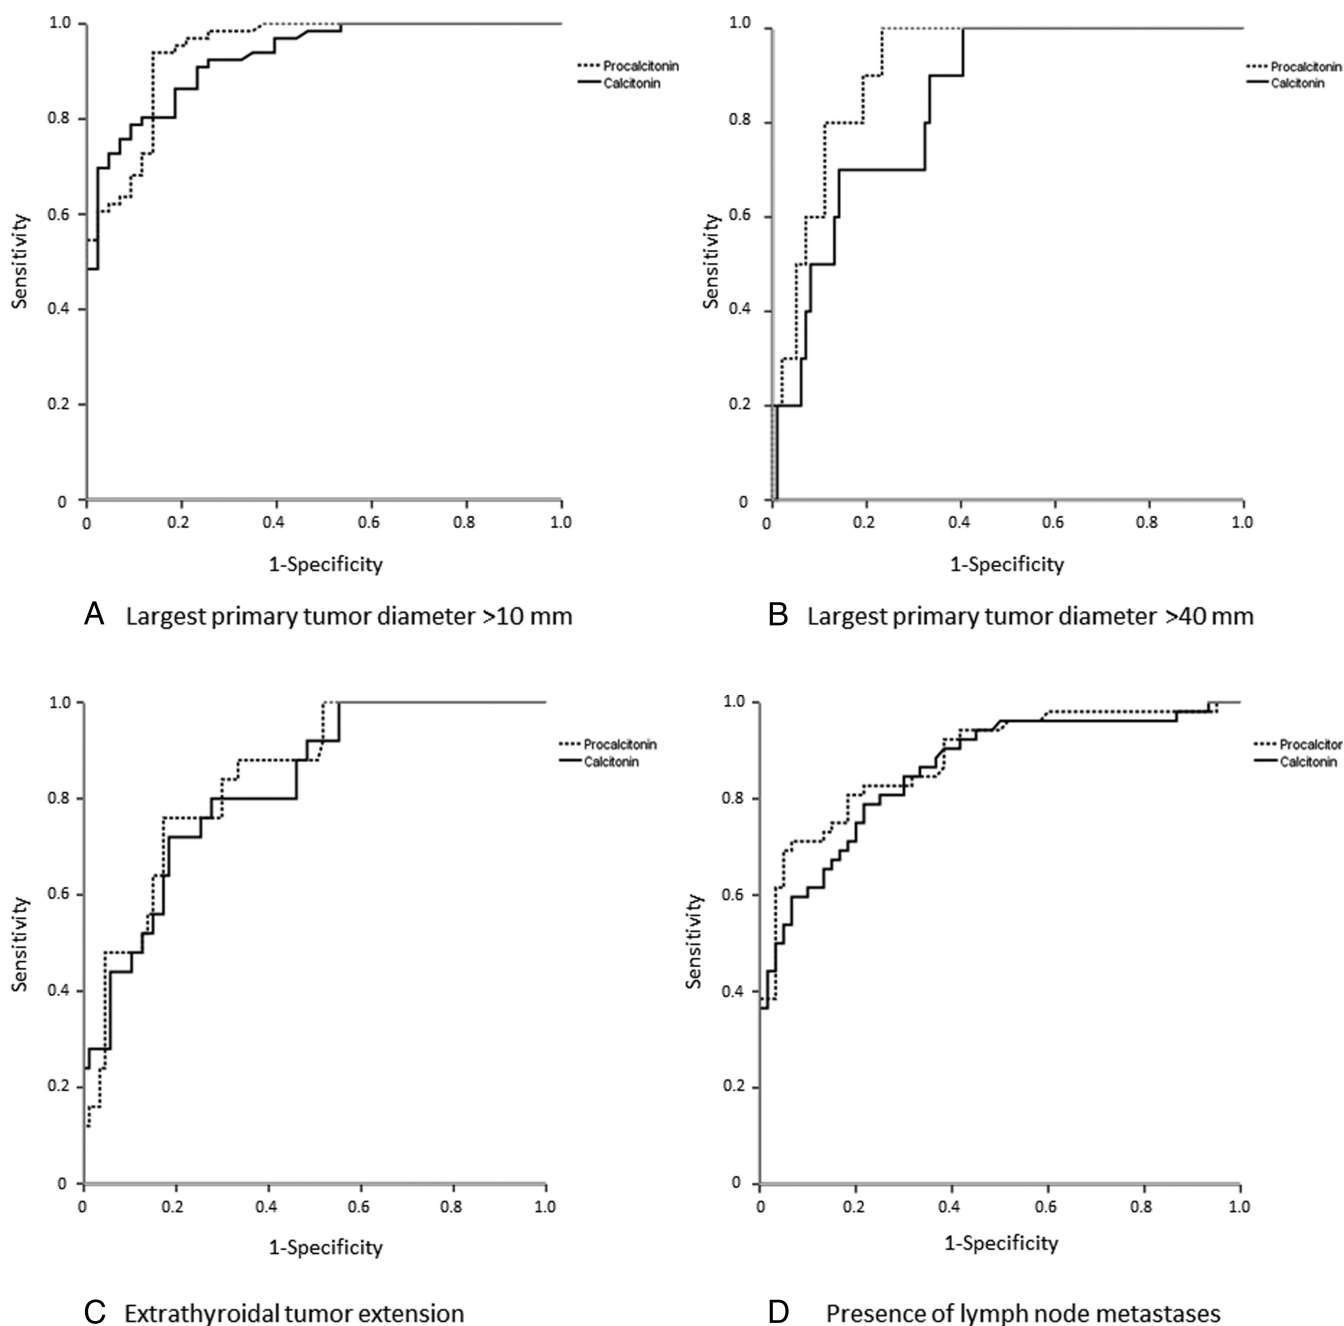 1.0
0.8
0.6
0.4
0.2
0
Sensitivity
0 0.2 0.4 0.6 0.8 1.0
1-Specificity
Procalcitonin
Calcitonin
A Largest primary tumor diameter >10 mm
1.0
0.8
0.6
0.4
0.2
0
Sensitivity
0 0.2 0.4 0.6 0.8 1.0
1-Specificity
Procalcitonin
Calcitonin
B Largest primary tumor diameter >40 mm
1.0
0.8
0.6
0.4
0.2
0
Sensitivity
0 0.2 0.4 0.6 0.8 1.0
1-Specificity
Procalcitonin
Calcitonin
C Extrathyroidal tumor extension
1.0
0.8
0.6
0.4
0.2
0
Sensitivity
0 0.2 0.4 0.6 0.8 1.0
1-Specificity
Procalcitor
Calcitonin
D Presence of lymph node metastases